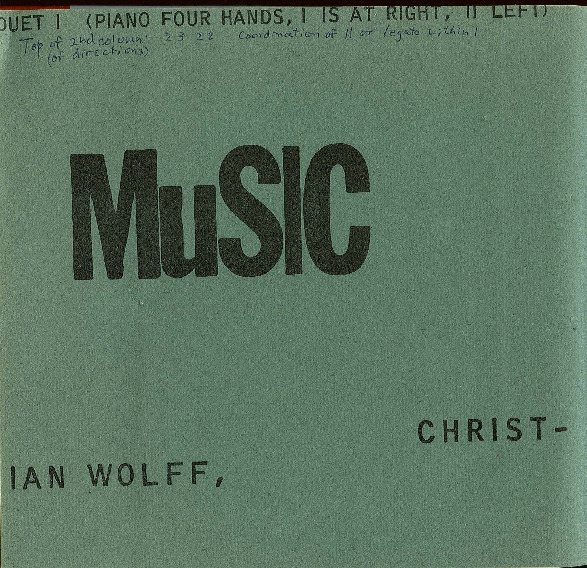 DUET I (PIANO FOUR HANDS, I IS AT RIGHT, II LEFT)
Top of 2nd column: 23 22 Coordination of II or legato within I
(of directions)
MuSIC
CHRIST-
IAN WOLFF,